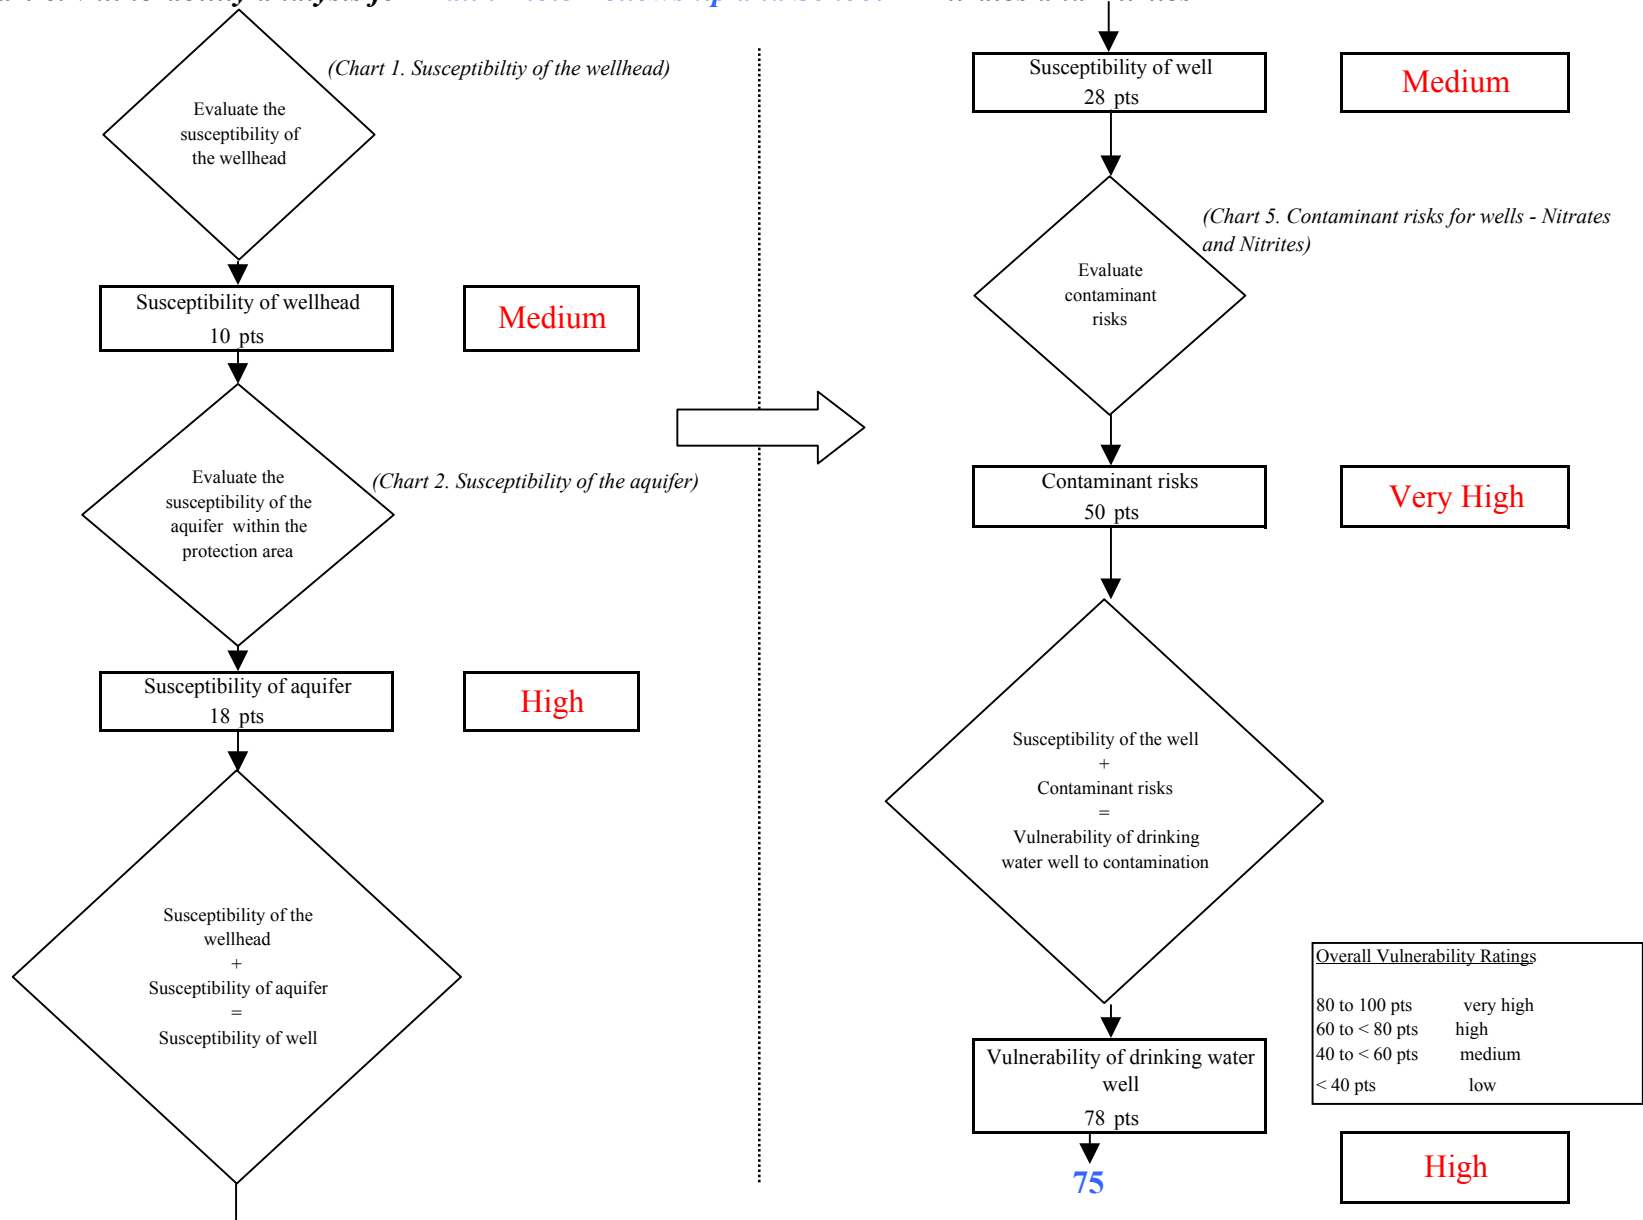 (Chart 1. Susceptibiltiy of the wellhead)
Evaluate the
susceptibility of
the wellhead
Susceptibility of wellhead
10 pts
Medium
Evaluate the
susceptibility of the
aquifer within the
protection area
(Chart 2. Susceptibility of the aquifer)
Susceptibility of aquifer
18 pts
High
Susceptibility of the
wellhead
+
Susceptibility of aquifer
=
Susceptibility of well
Susceptibility of well
28 pts
Medium
(Chart 5. Contaminant risks for wells - Nitrates
and Nitrites)
Evaluate
contaminant
risks
Contaminant risks
50 pts
Very High
Susceptibility of the well
+
Contaminant risks
=
Vulnerability of drinking
water well to contamination
Overall Vulnerability Ratings
80 to 100 pts very high
60 to < 80 pts high
40 to < 60 pts medium
< 40 pts low
Vulnerability of drinking water
well
78 pts
75
High